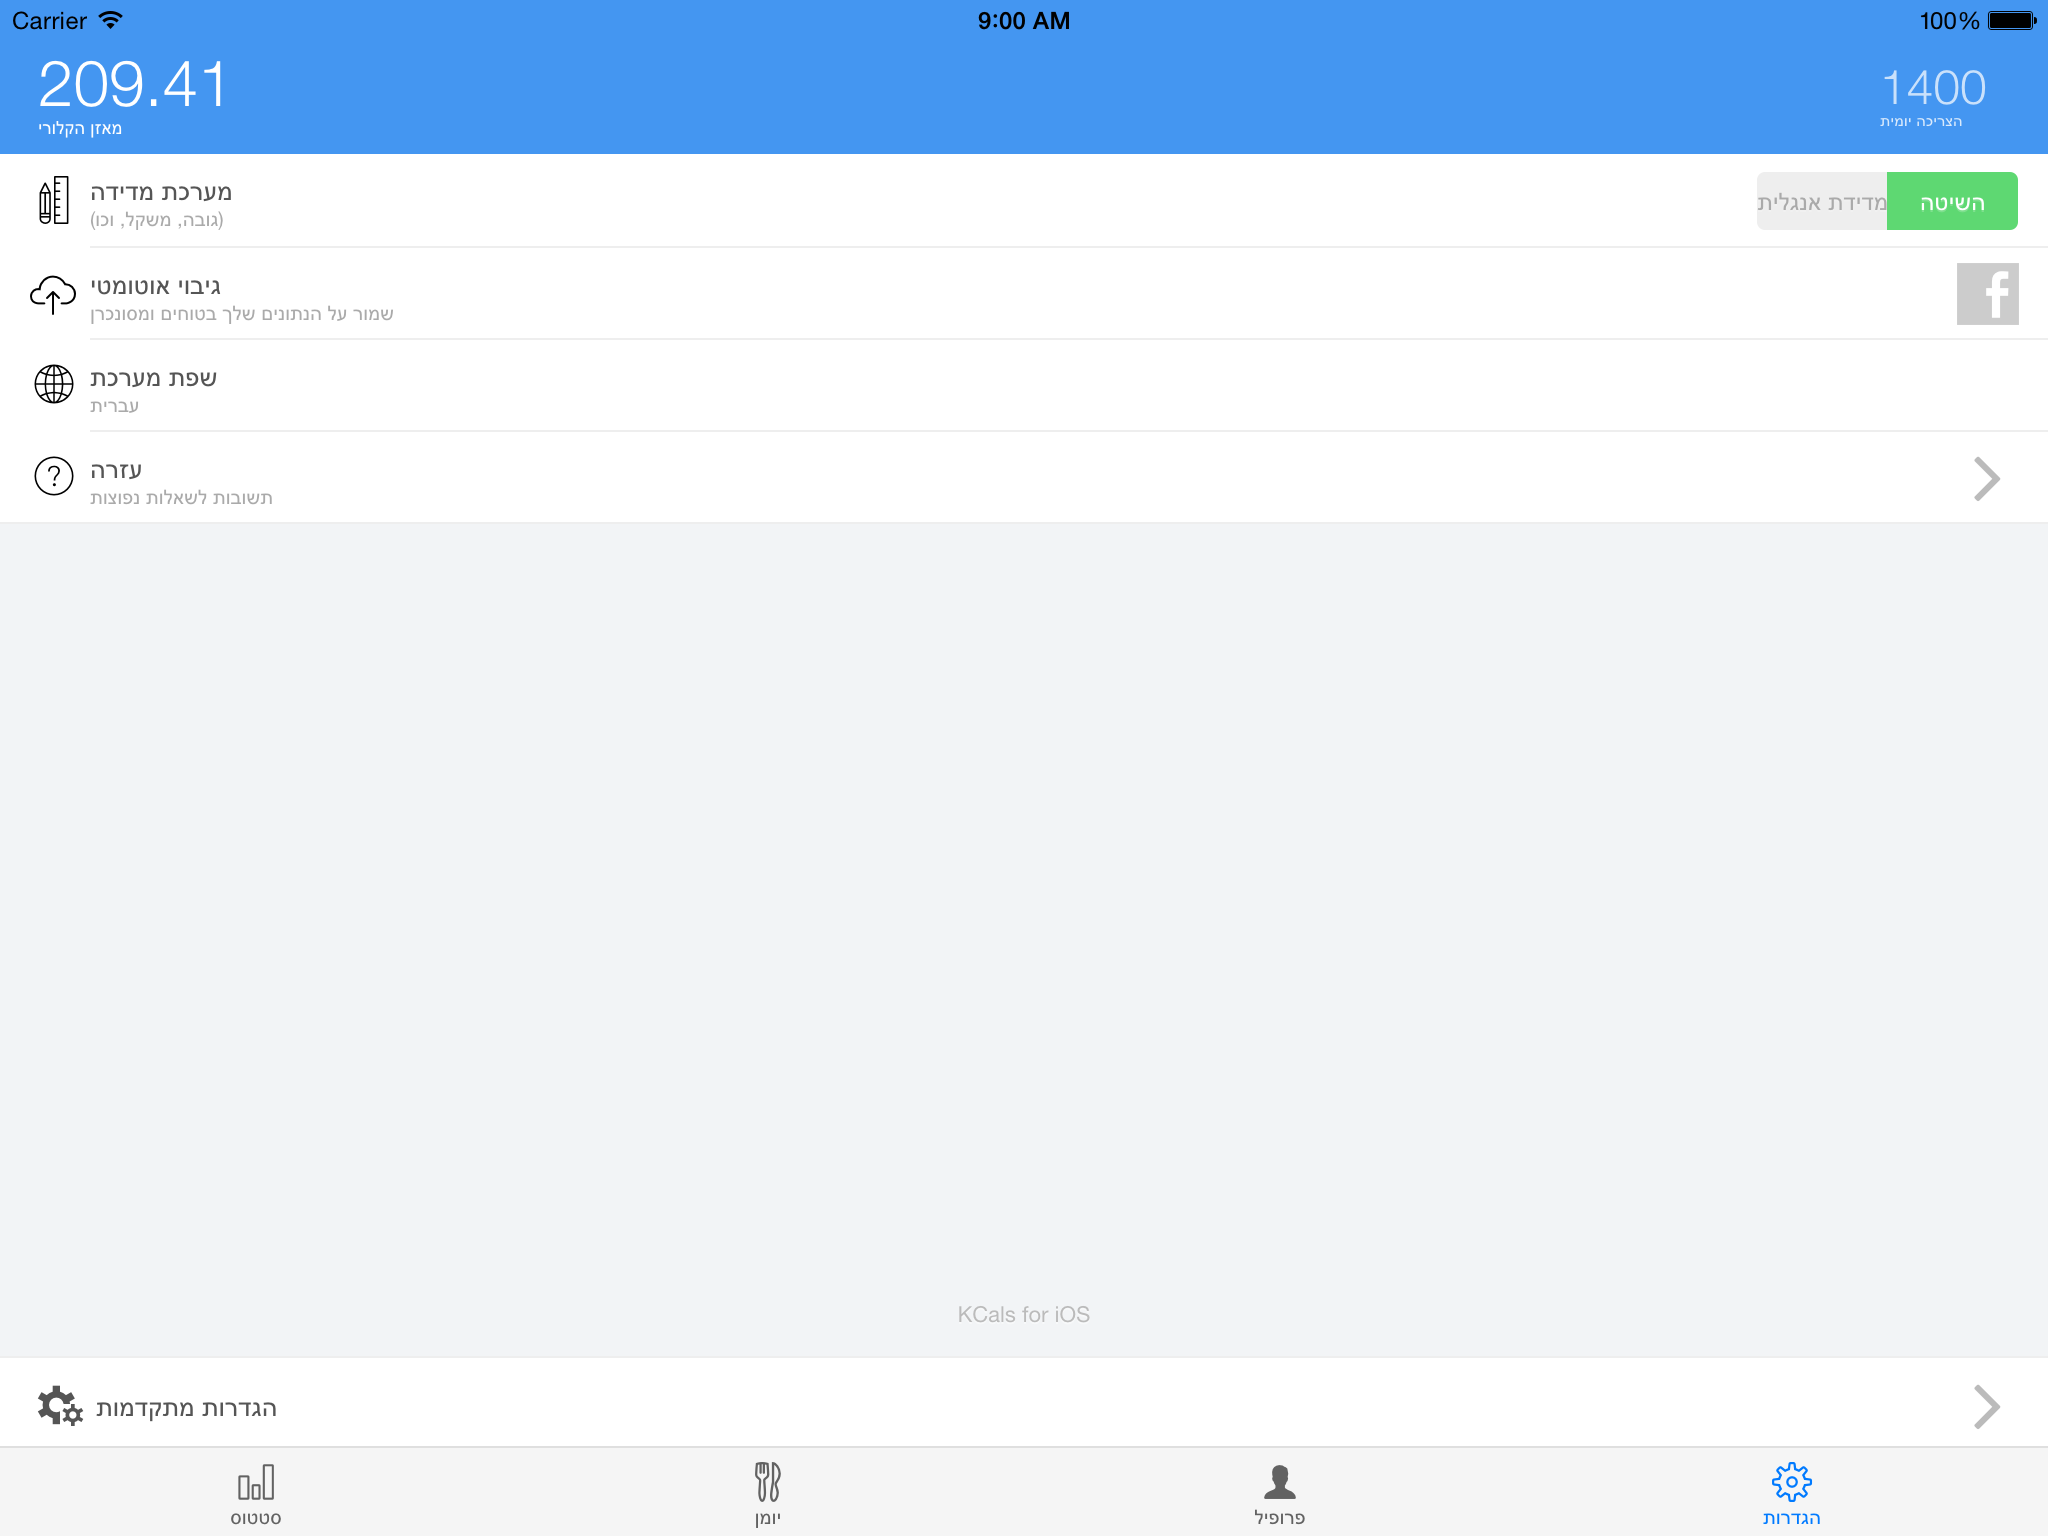 Carrier 9:00 AM 100%
209.41
מאזן הקלורי
1400
הצריכה יומית
מערכת מדידה
(גובה, משקל, וכו)
מדידת אנגלית
השיטה
גיבוי אוטומטי
שמור על הנתונים שלך בטוחים ומסונכרן
שפת מערכת
עברית
עזרה
תשובות לשאלות נפוצות
KCals for iOS
הגדרות מתקדמות
סטטוס
יומן
פרופיל
הגדרות